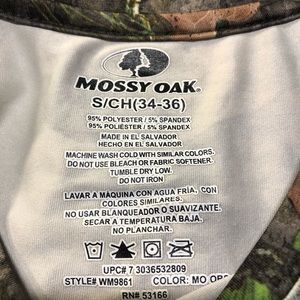 MOSSY OAK®
S/CH(34-36)
95% POLYESTER / 5% SPANDEX
95% POLIÉSTER / 5% SPANDEX
MADE IN EL SALVADOR
HECHO EN EL SALVADOR
MACHINE WASH COLD WITH SIMILAR COLORS.
DO NOT USE BLEACH OR FABRIC SOFTENER.
TUMBLE DRY LOW.
DO NOT IRON
LAVAR A MÁQUINA CON AGUA FRÍA, CON
COLORES SIMILARES.
NO USAR BLANQUEADOR O SUAVIZANTE.
SECAR A TEMPERATURA BAJA.
NO PLANCHAR.
UPC# 7 3036532809
STYLE# WM9861 COLOR: MO OR
RN# 53166